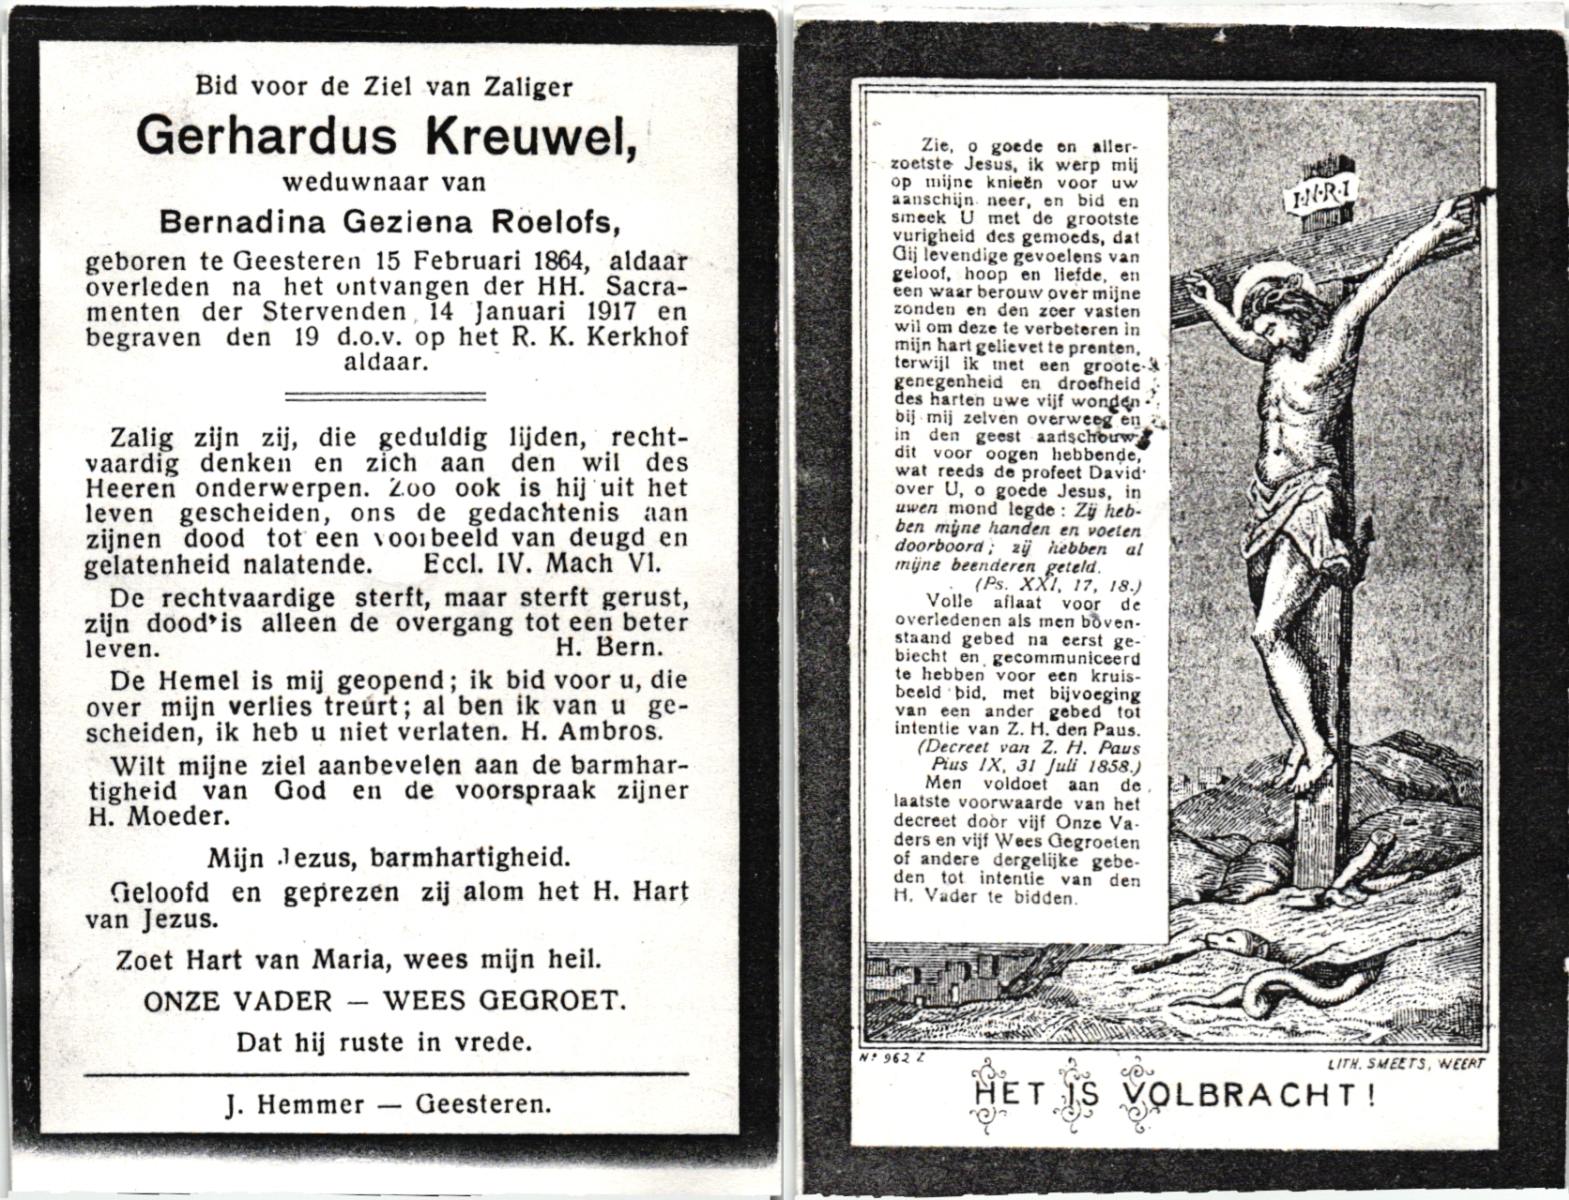 Bid voor de Ziel van Zaliger
Gerhardus Kreuwel,
weduwnaar van
Bernadina Geziena Roelofs,
geboren te Geesteren 15 Februari 1864, aldaar
overleden na het ontvangen der HH. Sacra-
menten der Stervenden 14 Januari 1917 en
begraven den 19 d.o.v. op het R. K. Kerkhof
aldaar.
Zalig zijn zij, die geduldig lijden, recht-
vaardig denken en zich aan den wil des
Heeren onderwerpen. Zoo ook is hij uit het
leven gescheiden, ons de gedachtenis aan
zijnen dood tot een voorbeeld van deugd en
gelatenheid nalatende. Eccl. IV. Mach VI.
De rechtvaardige sterft, maar sterft gerust,
zijn dood is alleen de overgang tot een beter
leven. H. Bern.
De Hemel is mij geopend; ik bid voor u, die
over mijn verlies treurt; al ben ik van u ge-
scheiden, ik heb u niet verlaten. H. Ambros.
Wilt mijne ziel aanbevelen aan de barmhar-
tigheid van God en de voorspraak zijner
H. Moeder.
Mijn Jezus, barmhartigheid.
Geloofd en geprezen zij alom het H. Hart
van Jezus.
Zoet Hart van Maria, wees mijn heil.
ONZE VADER — WEES GEGROET.
Dat hij ruste in vrede.
J. Hemmer — Geesteren.
Zie, o goede en aller-
zoetste Jesus, ik werp mij
op mijne knieën voor uw
aanschijn neer, en bid en
smeek U met de grootste
vurigheid des gemoeds, dat
Gij levendige gevoelens van
geloof, hoop en liefde, en
een waar berouw over mijne
zonden en den zeer vasten
wil om deze te verbeteren in
mijn hart gelievet te prenten,
terwijl ik met een groote
genegenheid en droefheid
des harten uwe vijf wonden
bij mij zelven overweeg en
in den geest aanschouw,
dit voor oogen hebbende,
wat reeds de profeet David
over U, o goede Jesus, in
uwen mond legde: Zij heb-
ben mijne handen en voeten
doorboord; zij hebben al
mijne beenderen geteld.
(Ps. XXI, 17, 18.)
Volle aflaat voor de
overledenen als men boven-
staand gebed na eerst ge-
biecht en gecommuniceerd
te hebben voor een kruis-
beeld bid, met bijvoeging
van een ander gebed tot
intentie van Z. H. den Paus.
(Decreet van Z. H. Paus
Pius IX, 31 Juli 1858.)
Men voldoet aan de
laatste voorwaarde van het
decreet door vijf Onze Va-
ders en vijf Wees Gegroeten
of andere dergelijke gebe-
den tot intentie van den
H. Vader te bidden.
I·N·R·I
No 962 Z
LITH. SMEETS, WEERT
HET IS VOLBRACHT!